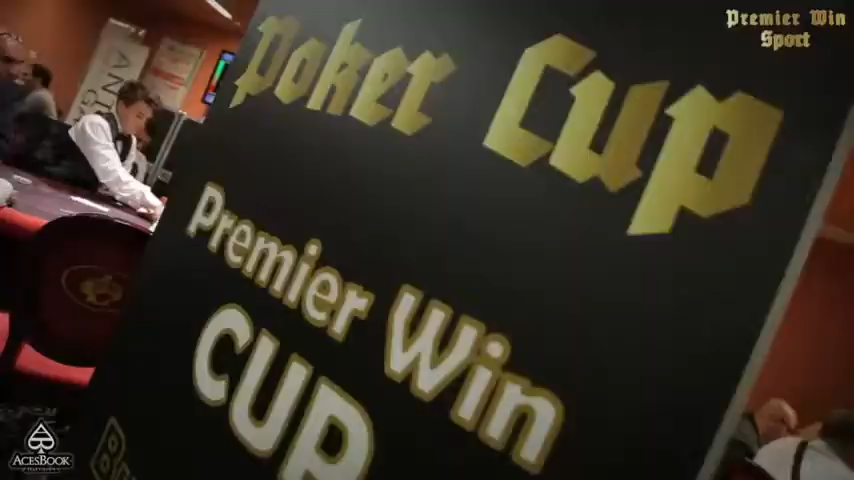 Premier Win
Sport
poker Cup
Premier Win
CUP
ACESBOOK